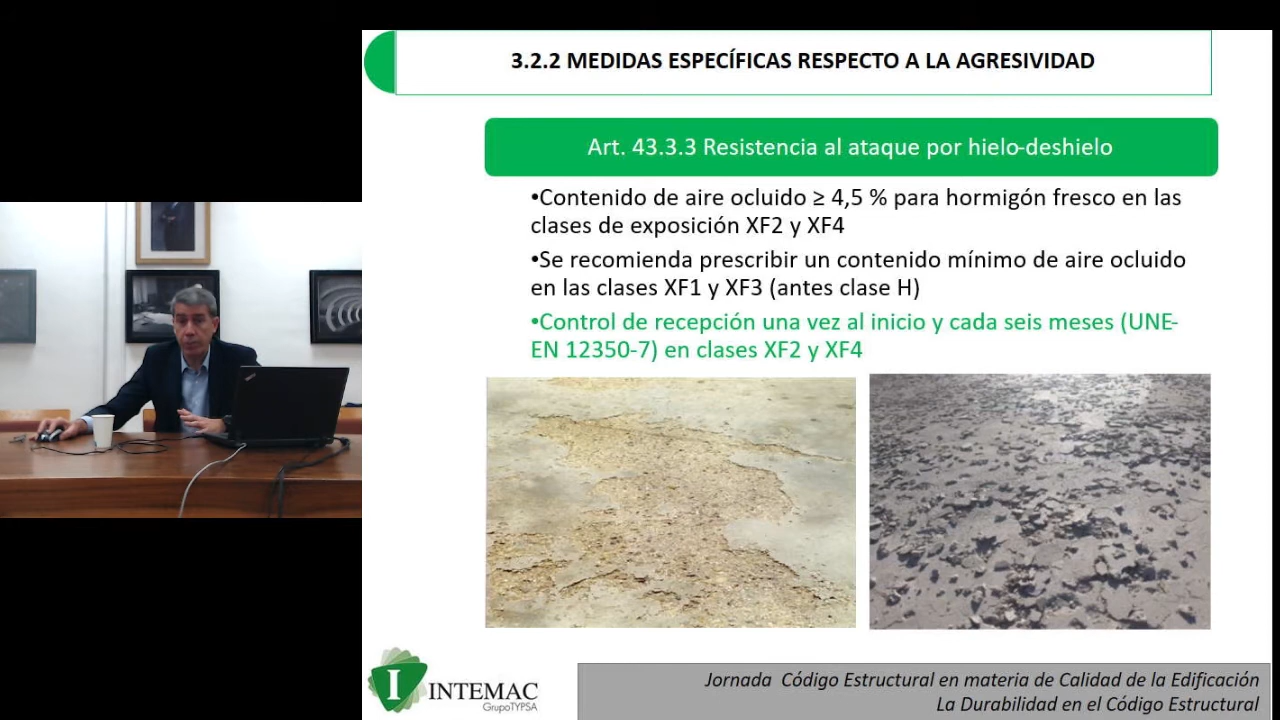 3.2.2 MEDIDAS ESPECÍFICAS RESPECTO A LA AGRESIVIDAD
Art. 43.3.3 Resistencia al ataque por hielo-deshielo
•Contenido de aire ocluido ≥ 4,5 % para hormigón fresco en las
clases de exposición XF2 y XF4
•Se recomienda prescribir un contenido mínimo de aire ocluido
en las clases XF1 y XF3 (antes clase H)
•Control de recepción una vez al inicio y cada seis meses (UNE-
EN 12350-7) en clases XF2 y XF4
I INTEMAC
GrupoTYPSA
Jornada Código Estructural en materia de Calidad de la Edificación
La Durabilidad en el Código Estructural